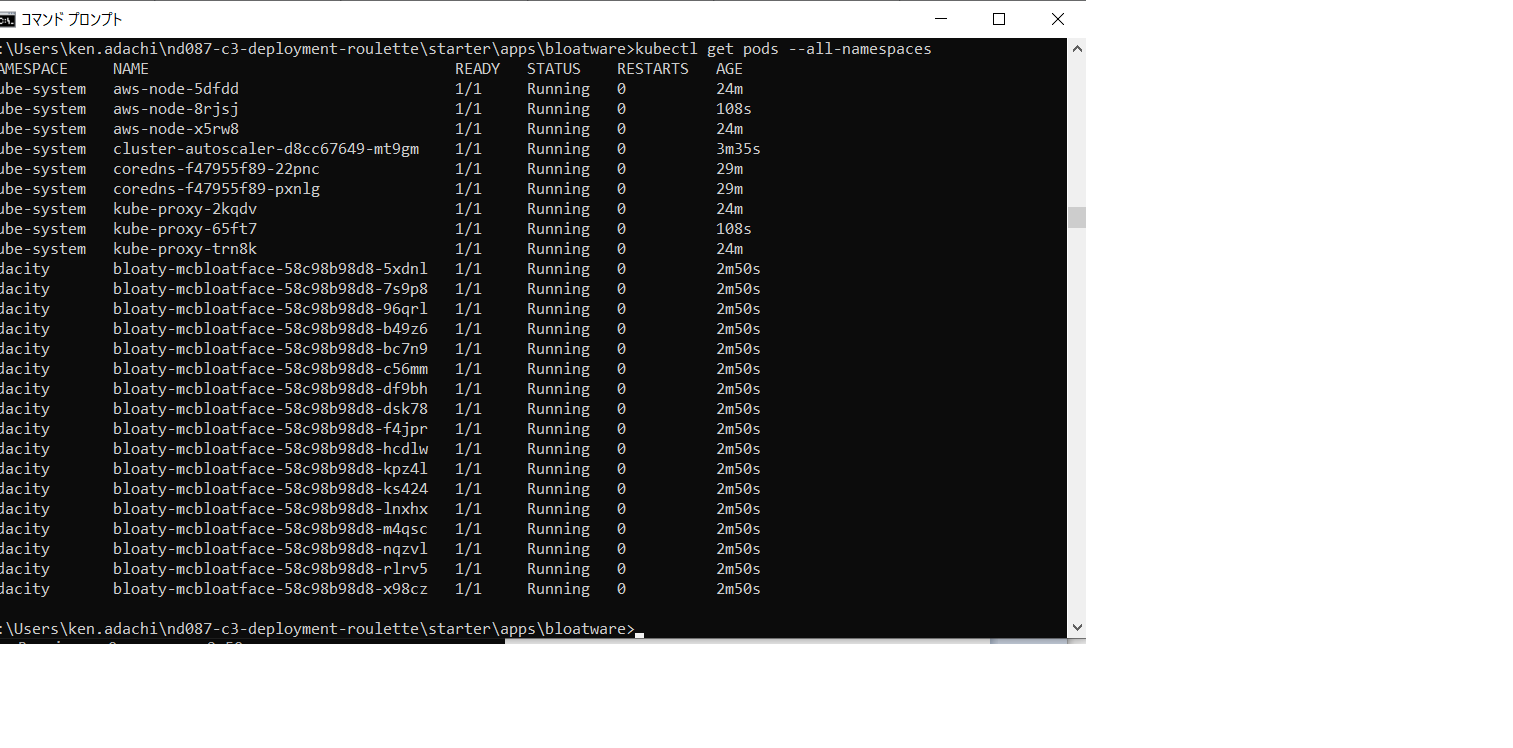 コマンド プロンプト
:\Users\ken.adachi\nd087-c3-deployment-roulette\starter\apps\bloatware>kubectl get pods --all-namespaces
AMESPACE NAME READY STATUS RESTARTS AGE
ube-system aws-node-5dfdd 1/1 Running 0 24m
ube-system aws-node-8rjsj 1/1 Running 0 108s
ube-system aws-node-x5rw8 1/1 Running 0 24m
ube-system cluster-autoscaler-d8cc67649-mt9gm 1/1 Running 0 3m35s
ube-system coredns-f47955f89-22pnc 1/1 Running 0 29m
ube-system coredns-f47955f89-pxnlg 1/1 Running 0 29m
ube-system kube-proxy-2kqdv 1/1 Running 0 24m
ube-system kube-proxy-65ft7 1/1 Running 0 108s
ube-system kube-proxy-trn8k 1/1 Running 0 24m
dacity bloaty-mcbloatface-58c98b98d8-5xdnl 1/1 Running 0 2m50s
dacity bloaty-mcbloatface-58c98b98d8-7s9p8 1/1 Running 0 2m50s
dacity bloaty-mcbloatface-58c98b98d8-96qrl 1/1 Running 0 2m50s
dacity bloaty-mcbloatface-58c98b98d8-b49z6 1/1 Running 0 2m50s
dacity bloaty-mcbloatface-58c98b98d8-bc7n9 1/1 Running 0 2m50s
dacity bloaty-mcbloatface-58c98b98d8-c56mm 1/1 Running 0 2m50s
dacity bloaty-mcbloatface-58c98b98d8-df9bh 1/1 Running 0 2m50s
dacity bloaty-mcbloatface-58c98b98d8-dsk78 1/1 Running 0 2m50s
dacity bloaty-mcbloatface-58c98b98d8-f4jpr 1/1 Running 0 2m50s
dacity bloaty-mcbloatface-58c98b98d8-hcdlw 1/1 Running 0 2m50s
dacity bloaty-mcbloatface-58c98b98d8-kpz4l 1/1 Running 0 2m50s
dacity bloaty-mcbloatface-58c98b98d8-ks424 1/1 Running 0 2m50s
dacity bloaty-mcbloatface-58c98b98d8-lnxhx 1/1 Running 0 2m50s
dacity bloaty-mcbloatface-58c98b98d8-m4qsc 1/1 Running 0 2m50s
dacity bloaty-mcbloatface-58c98b98d8-nqzvl 1/1 Running 0 2m50s
dacity bloaty-mcbloatface-58c98b98d8-rlrv5 1/1 Running 0 2m50s
dacity bloaty-mcbloatface-58c98b98d8-x98cz 1/1 Running 0 2m50s
:\Users\ken.adachi\nd087-c3-deployment-roulette\starter\apps\bloatware>